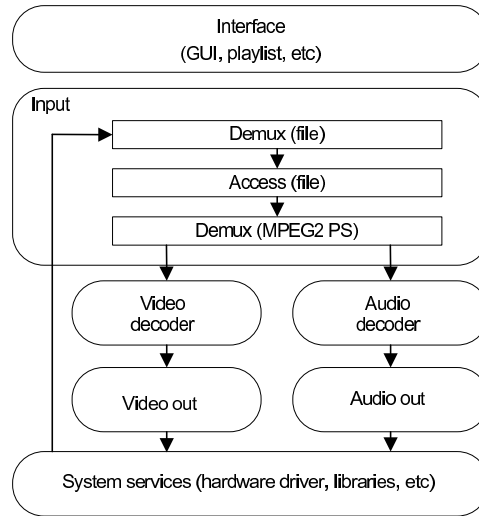 Interface
(GUI, playlist, etc)
Input
Demux (file)
Access (file)
Demux (MPEG2 PS)
Video
decoder
Audio
decoder
Video out
Audio out
System services (hardware driver, libraries, etc)